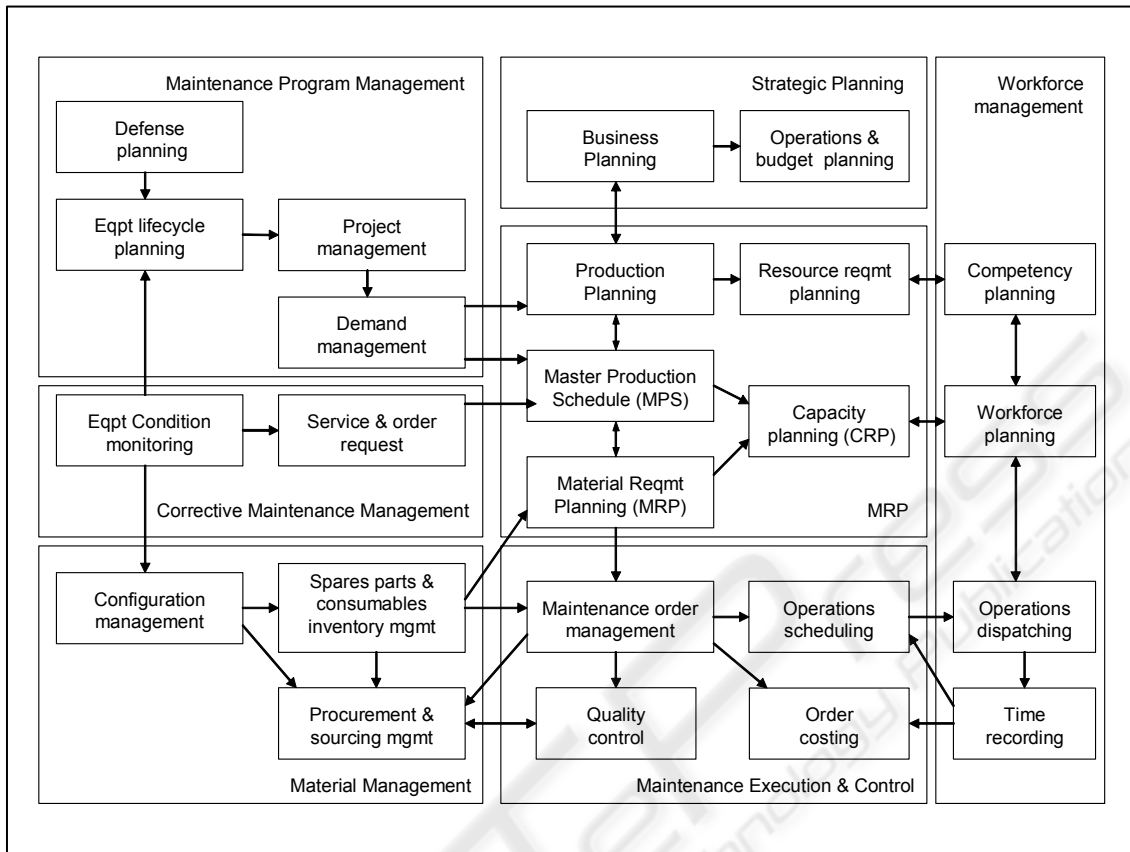 Maintenance Program Management
Defense
planning
Eqpt lifecycle
planning
Project
management
Demand
management
Strategic Planning
Business
Planning
Operations &
budget planning
Workforce
management
Production
Planning
Resource reqmt
planning
Competency
planning
Master Production
Schedule (MPS)
Capacity
planning (CRP)
Workforce
planning
Material Reqmt
Planning (MRP)
MRP
Eqpt Condition
monitoring
Service & order
request
Corrective Maintenance Management
Configuration
management
Spares parts &
consumables
inventory mgmt
Procurement &
sourcing mgmt
Material Management
Maintenance order
management
Operations
scheduling
Operations
dispatching
Quality
control
Order
costing
Time
recording
Maintenance Execution & Control